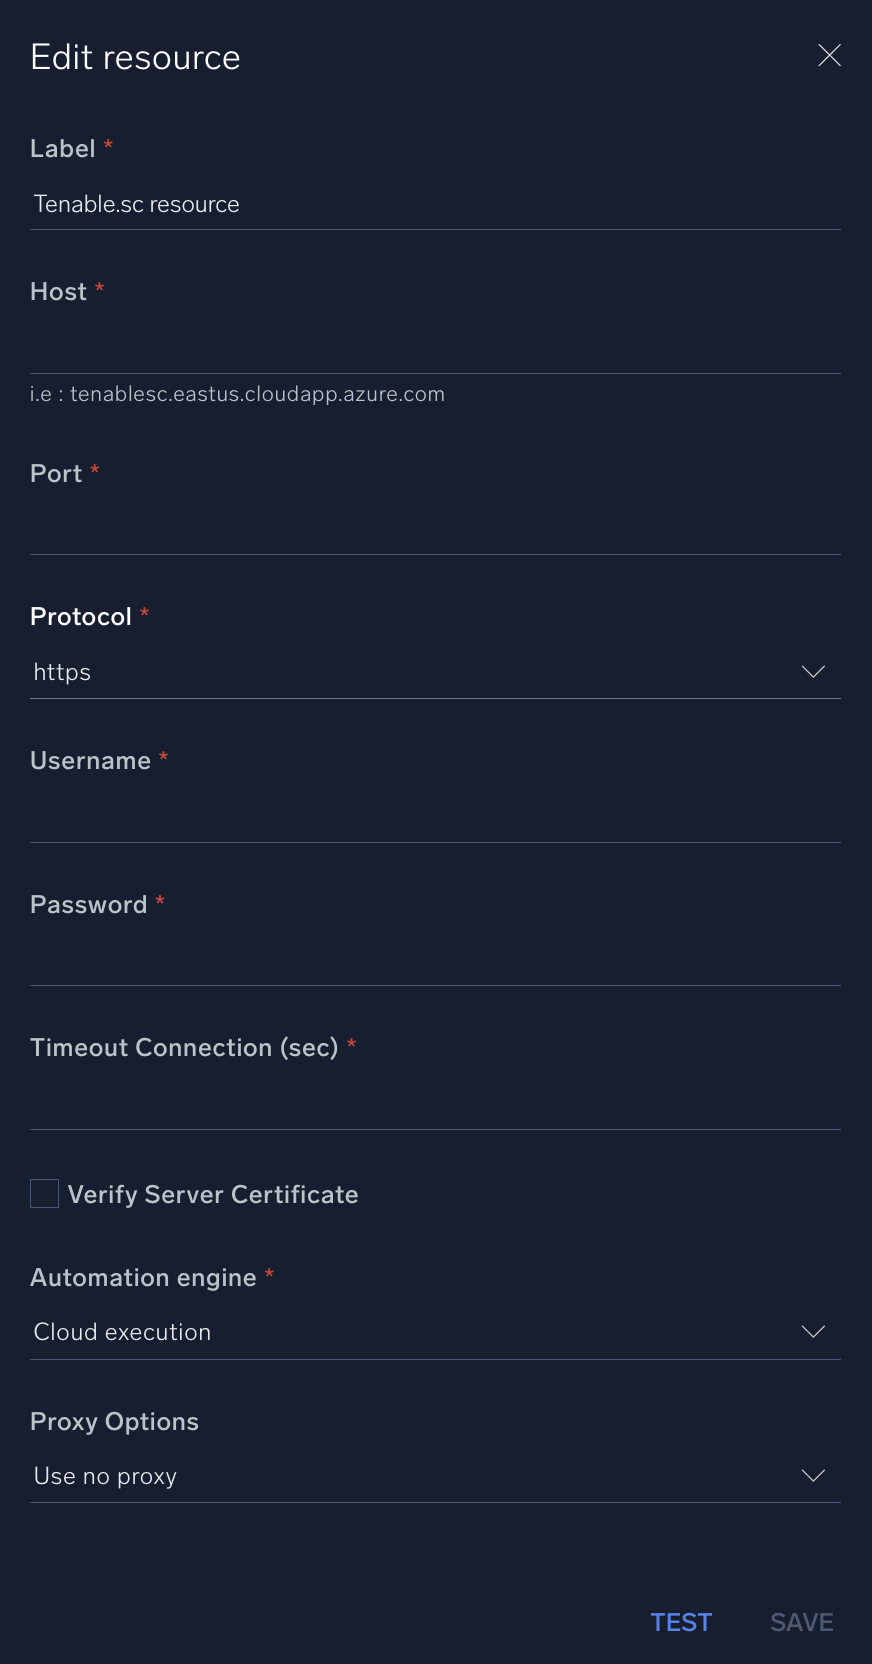 Edit resource
Label *
Tenable.sc resource
Host *
i.e : tenablesc.eastus.cloudapp.azure.com
Port *
Protocol *
https
Username *
Password *
Timeout Connection (sec) *
Verify Server Certificate
Automation engine *
Cloud execution
Proxy Options
Use no proxy
TEST SAVE